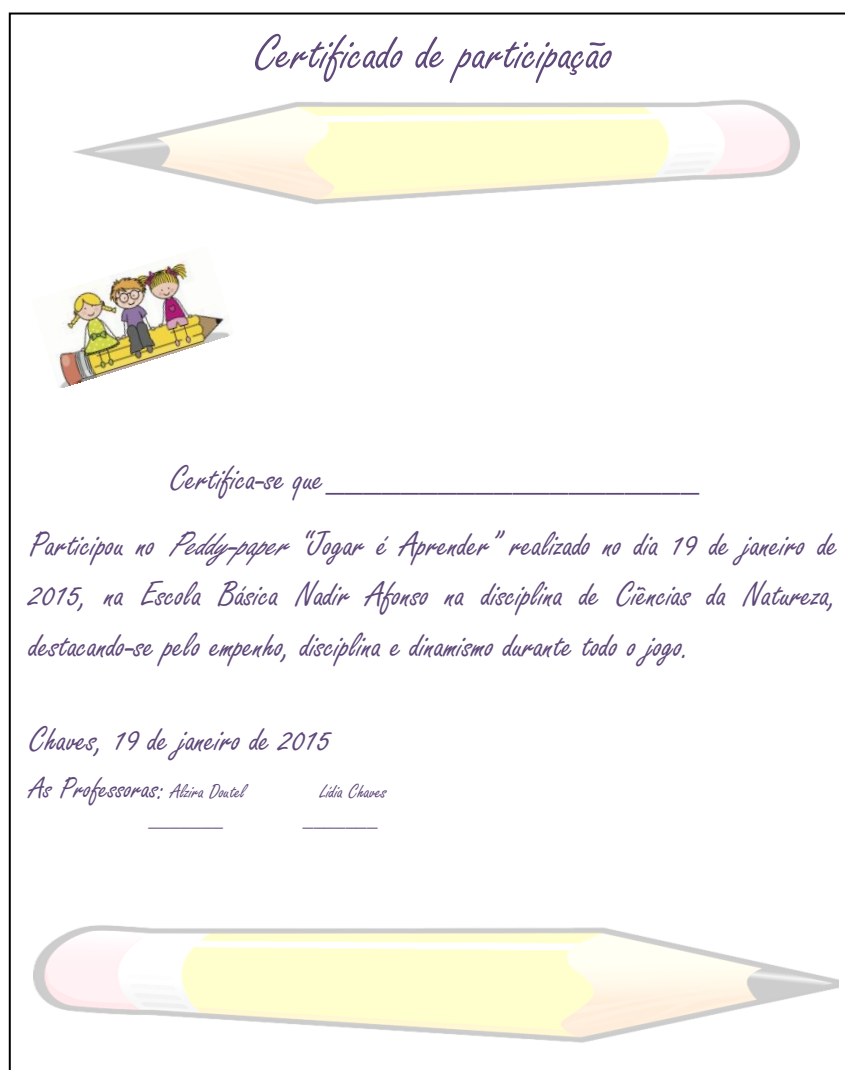 Certificado de participação
Certifica-se que ______________________
Participou no Peddy-paper “Jogar é Aprender” realizado no dia 19 de janeiro de
2015, na Escola Básica Nadir Afonso na disciplina de Ciências da Natureza,
destacando-se pelo empenho, disciplina e dinamismo durante todo o jogo.
Chaves, 19 de janeiro de 2015
As Professoras: Alzira Doutel Lídia Chaves